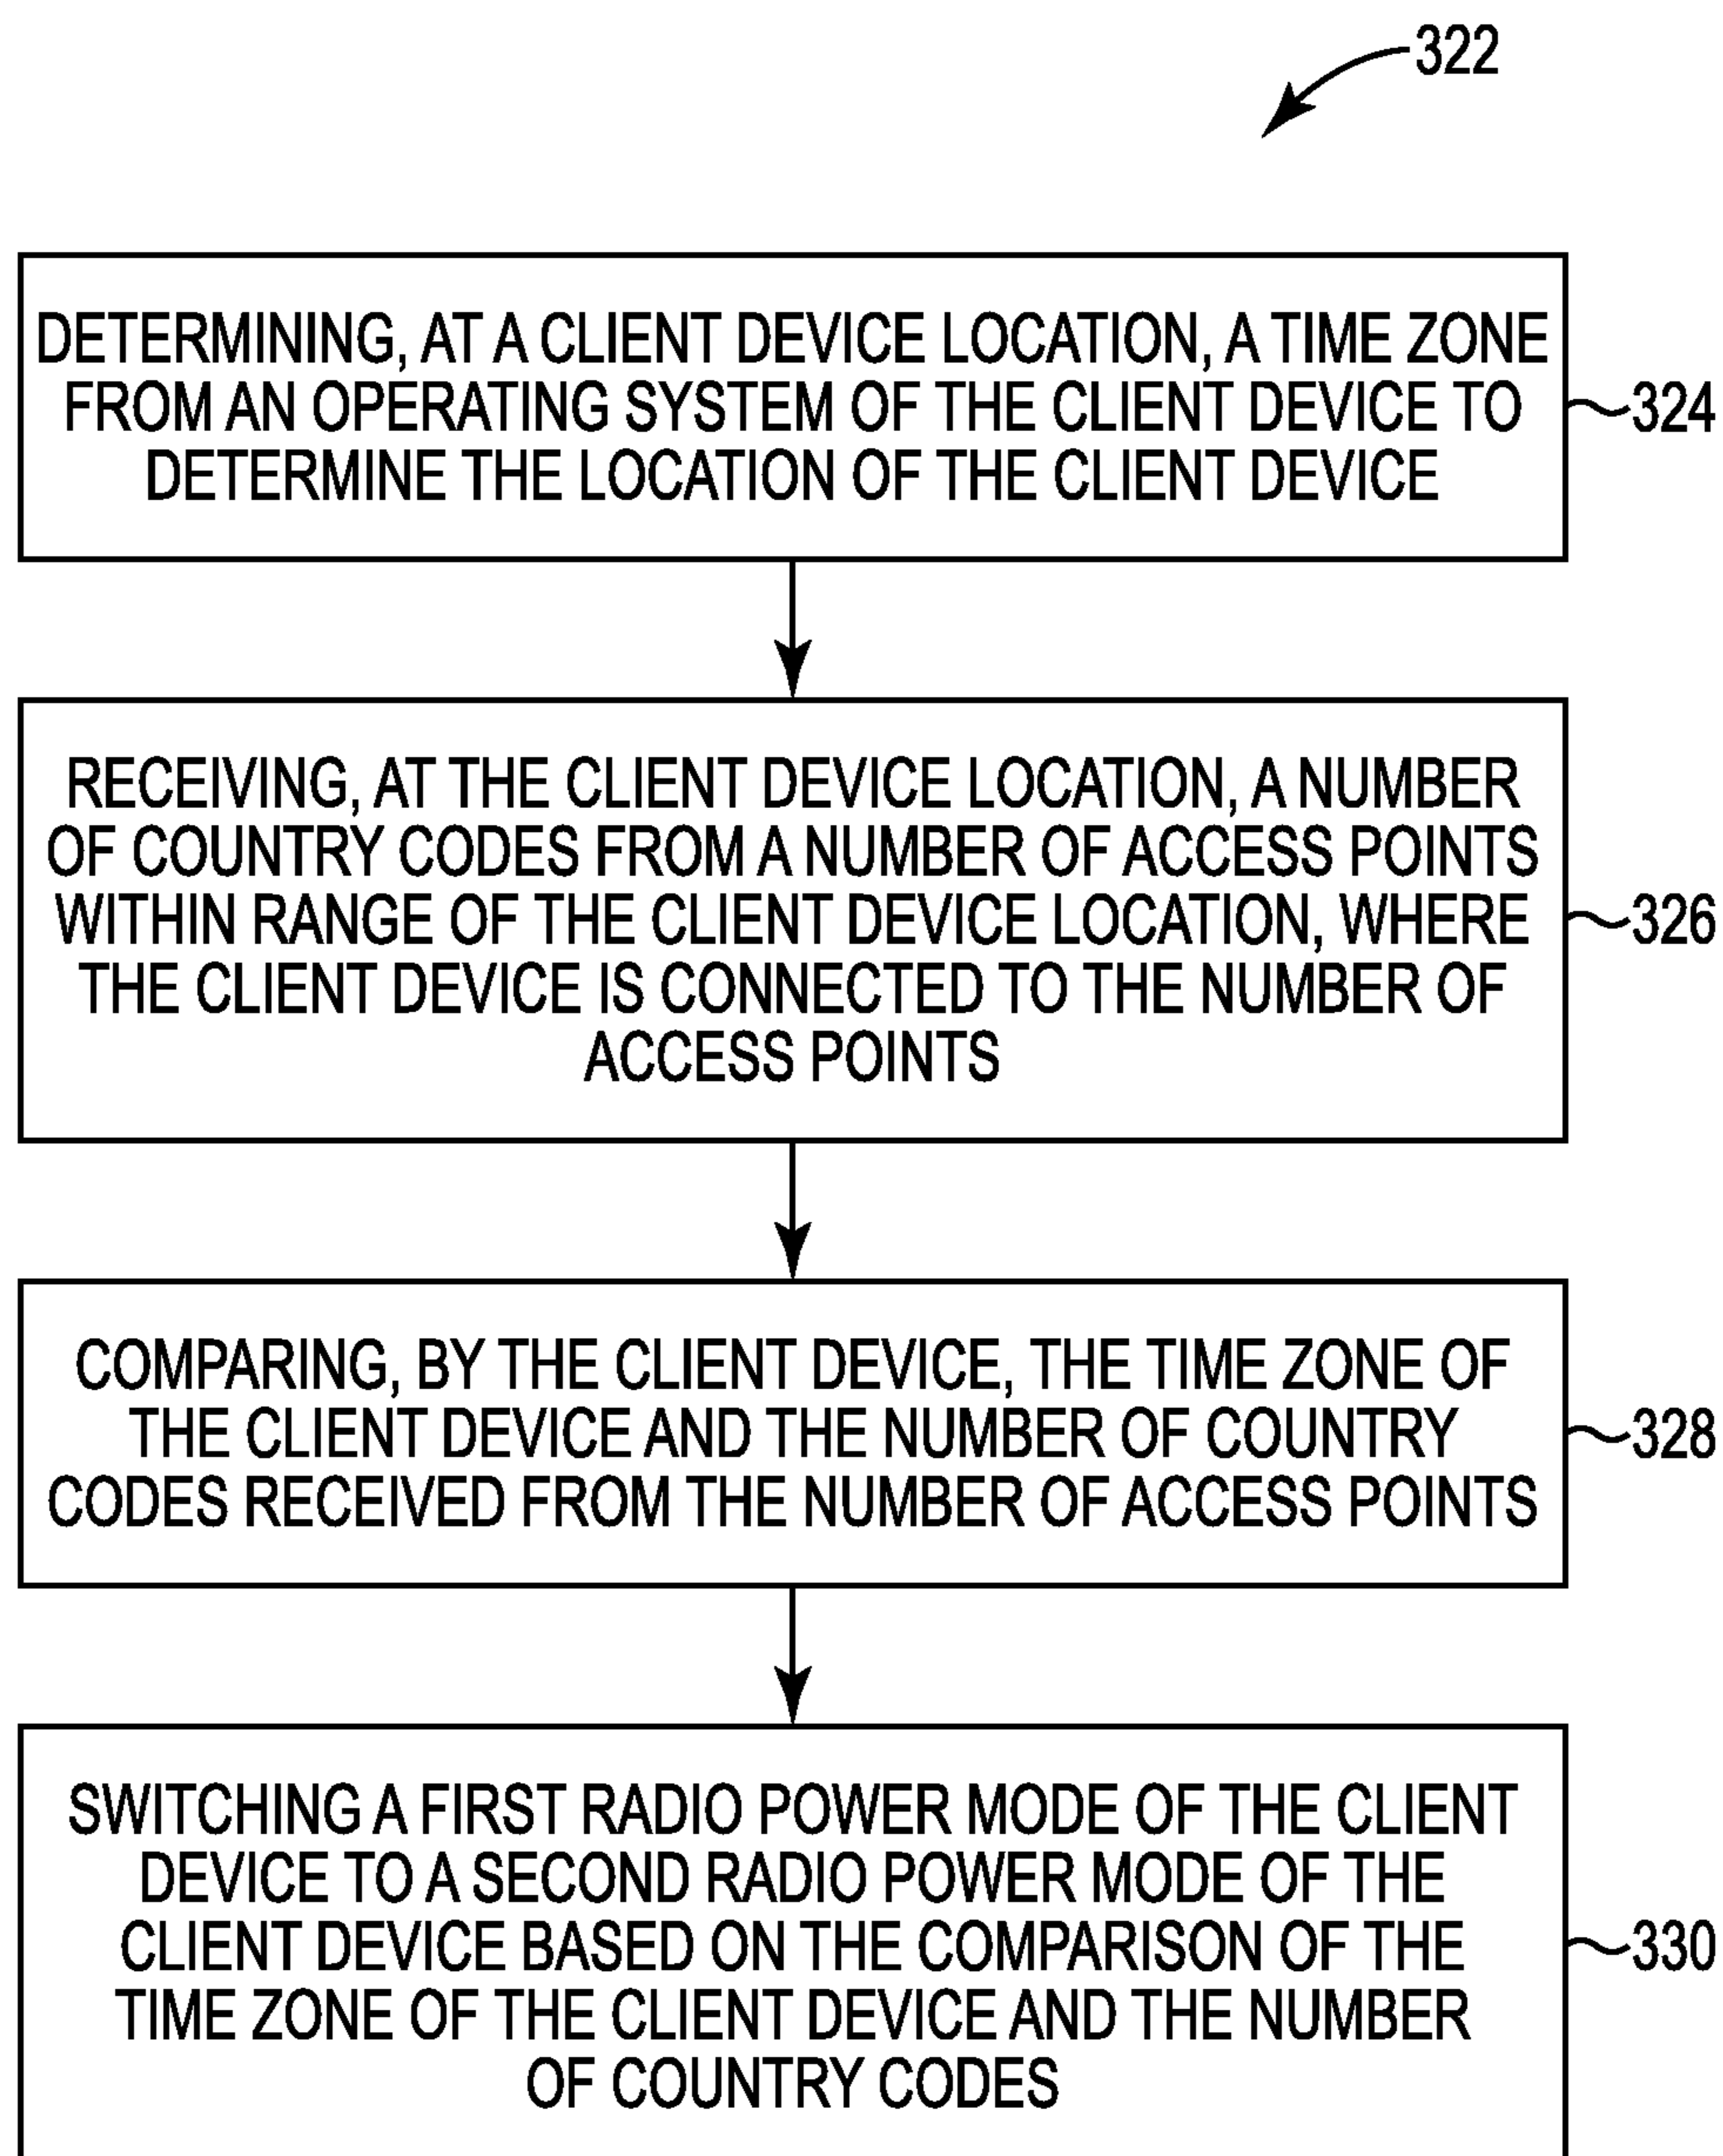 322
DETERMINING, AT A CLIENT DEVICE LOCATION, A TIME ZONE
FROM AN OPERATING SYSTEM OF THE CLIENT DEVICE TO
DETERMINE THE LOCATION OF THE CLIENT DEVICE
324
RECEIVING, AT THE CLIENT DEVICE LOCATION, A NUMBER
OF COUNTRY CODES FROM A NUMBER OF ACCESS POINTS
WITHIN RANGE OF THE CLIENT DEVICE LOCATION, WHERE
THE CLIENT DEVICE IS CONNECTED TO THE NUMBER OF
ACCESS POINTS
326
COMPARING, BY THE CLIENT DEVICE, THE TIME ZONE OF
THE CLIENT DEVICE AND THE NUMBER OF COUNTRY
CODES RECEIVED FROM THE NUMBER OF ACCESS POINTS
328
SWITCHING A FIRST RADIO POWER MODE OF THE CLIENT
DEVICE TO A SECOND RADIO POWER MODE OF THE
CLIENT DEVICE BASED ON THE COMPARISON OF THE
TIME ZONE OF THE CLIENT DEVICE AND THE NUMBER
OF COUNTRY CODES
330